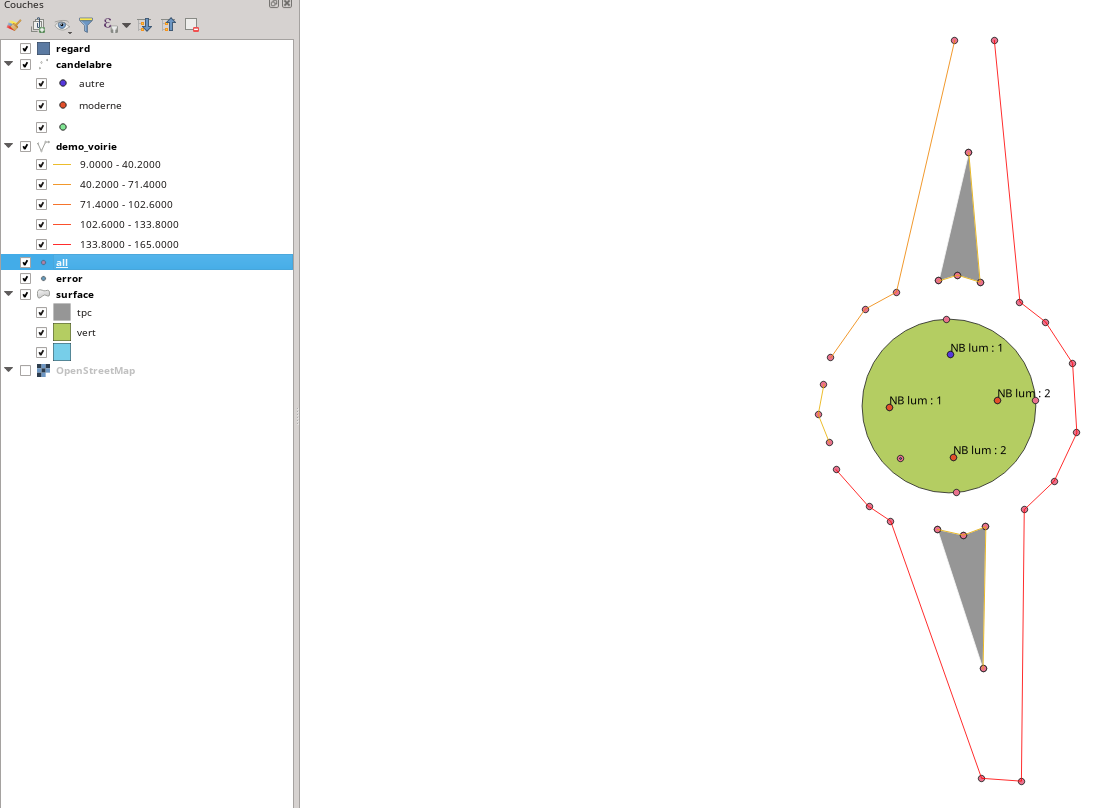 Couches
regard
candelabre
autre
moderne
demo_voirie
9.0000 - 40.2000
40.2000 - 71.4000
71.4000 - 102.6000
102.6000 - 133.8000
133.8000 - 165.0000
all
error
surface
tpc
vert
OpenStreetMap
NB lum : 1
NB lum : 2
NB lum : 1
NB lum : 2